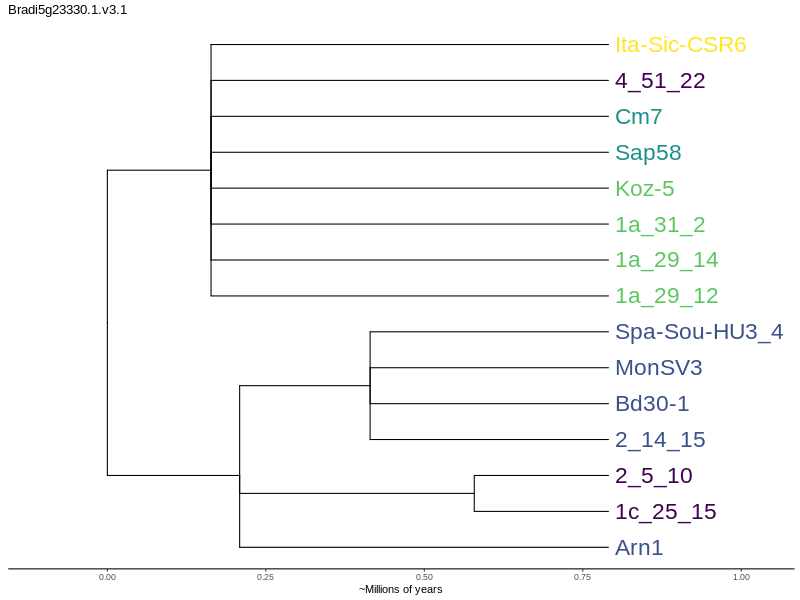 Bradi5g23330.1.v3.1
Ita-Sic-CSR6
4_51_22
Cm7
Sap58
Koz-5
1a_31_2
1a_29_14
1a_29_12
Spa-Sou-HU3_4
MonSV3
Bd30-1
2_14_15
2_5_10
1c_25_15
Arn1
0.00 0.25 0.50 0.75 1.00
~Millions of years